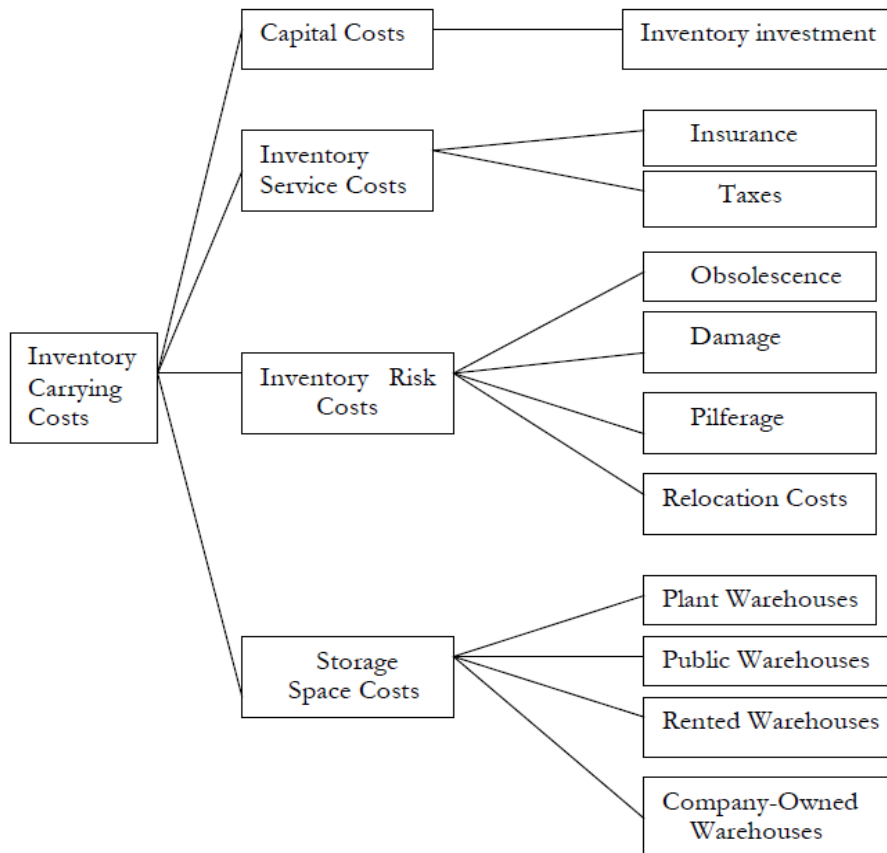 Capital Costs
Inventory investment
Inventory
Service Costs
Insurance
Taxes
Obsolescence
Inventory
Carrying
Costs
Inventory Risk
Costs
Damage
Pilferage
Relocation Costs
Storage
Space Costs
Plant Warehouses
Public Warehouses
Rented Warehouses
Company-Owned
Warehouses